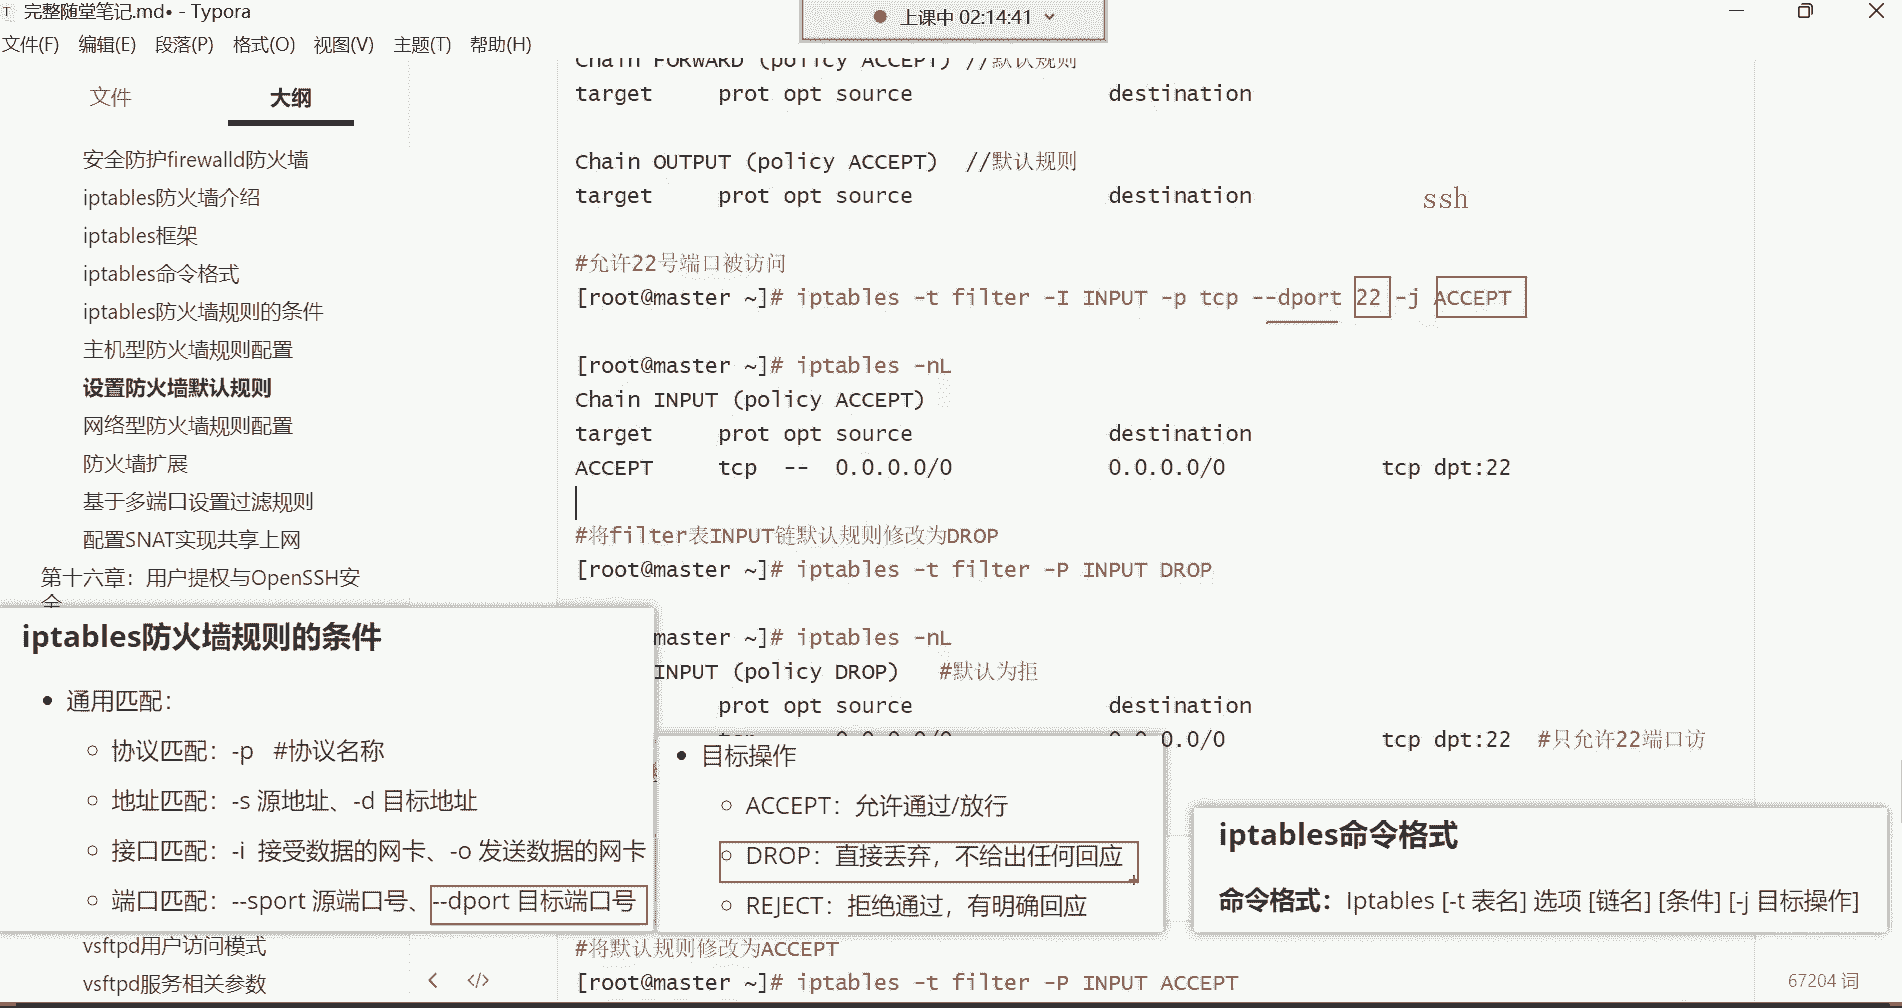 完整随堂笔记.md• - Typora
上课中 02:14:41
文件(F) 编辑(E) 段落(P) 格式(O) 视图(V) 主题(T) 帮助(H)
文件 大纲
安全防护firewalld防火墙
iptables防火墙介绍
iptables框架
iptables命令格式
iptables防火墙规则的条件
主机型防火墙规则配置
设置防火墙默认规则
网络型防火墙规则配置
防火墙扩展
基于多端口设置过滤规则
配置SNAT实现共享上网
第十六章：用户提权与OpenSSH安
全
Chain FORWARD (policy ACCEPT) //默认规则
target prot opt source destination
Chain OUTPUT (policy ACCEPT) //默认规则
target prot opt source destination
ssh
#允许22号端口被访问
[root@master ~]# iptables -t filter -I INPUT -p tcp --dport 22 -j ACCEPT
[root@master ~]# iptables -nL
Chain INPUT (policy ACCEPT)
target prot opt source destination
ACCEPT tcp -- 0.0.0.0/0 0.0.0.0/0 tcp dpt:22
#将filter表INPUT链默认规则修改为DROP
[root@master ~]# iptables -t filter -P INPUT DROP
master ~]# iptables -nL
INPUT (policy DROP) #默认为拒
prot opt source destination
0.0/0 tcp dpt:22 #只允许22端口访
iptables防火墙规则的条件
• 通用匹配：
○ 协议匹配：-p #协议名称
○ 地址匹配：-s 源地址、-d 目标地址
○ 接口匹配：-i 接受数据的网卡、-o 发送数据的网卡
○ 端口匹配：--sport 源端口号、--dport 目标端口号
• 目标操作
○ ACCEPT：允许通过/放行
○ DROP：直接丢弃，不给出任何回应
○ REJECT：拒绝通过，有明确回应
iptables命令格式
命令格式：Iptables [-t 表名] 选项 [链名] [条件] [-j 目标操作]
vsftpd用户访问模式
vsftpd服务相关参数
#将默认规则修改为ACCEPT
[root@master ~]# iptables -t filter -P INPUT ACCEPT
< </> 67204 词